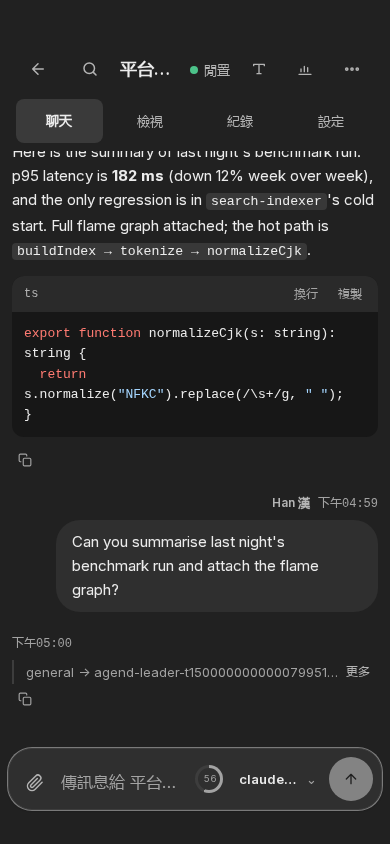 平台… 閒置
聊天 檢視 紀錄 設定
Here is the summary of last night's benchmark run.
p95 latency is 182 ms (down 12% week over week),
and the only regression is in search-indexer's cold
start. Full flame graph attached; the hot path is
buildIndex → tokenize → normalizeCjk.
ts 換行 複製
export function normalizeCjk(s: string):
string {
return
s.normalize("NFKC").replace(/\s+/g, " ");
}
Han 漢 下午04:59
Can you summarise last night's
benchmark run and attach the flame
graph?
下午05:00
general → agend-leader-t150000000000079951… 更多
傳訊息給 平台… 56 claude…